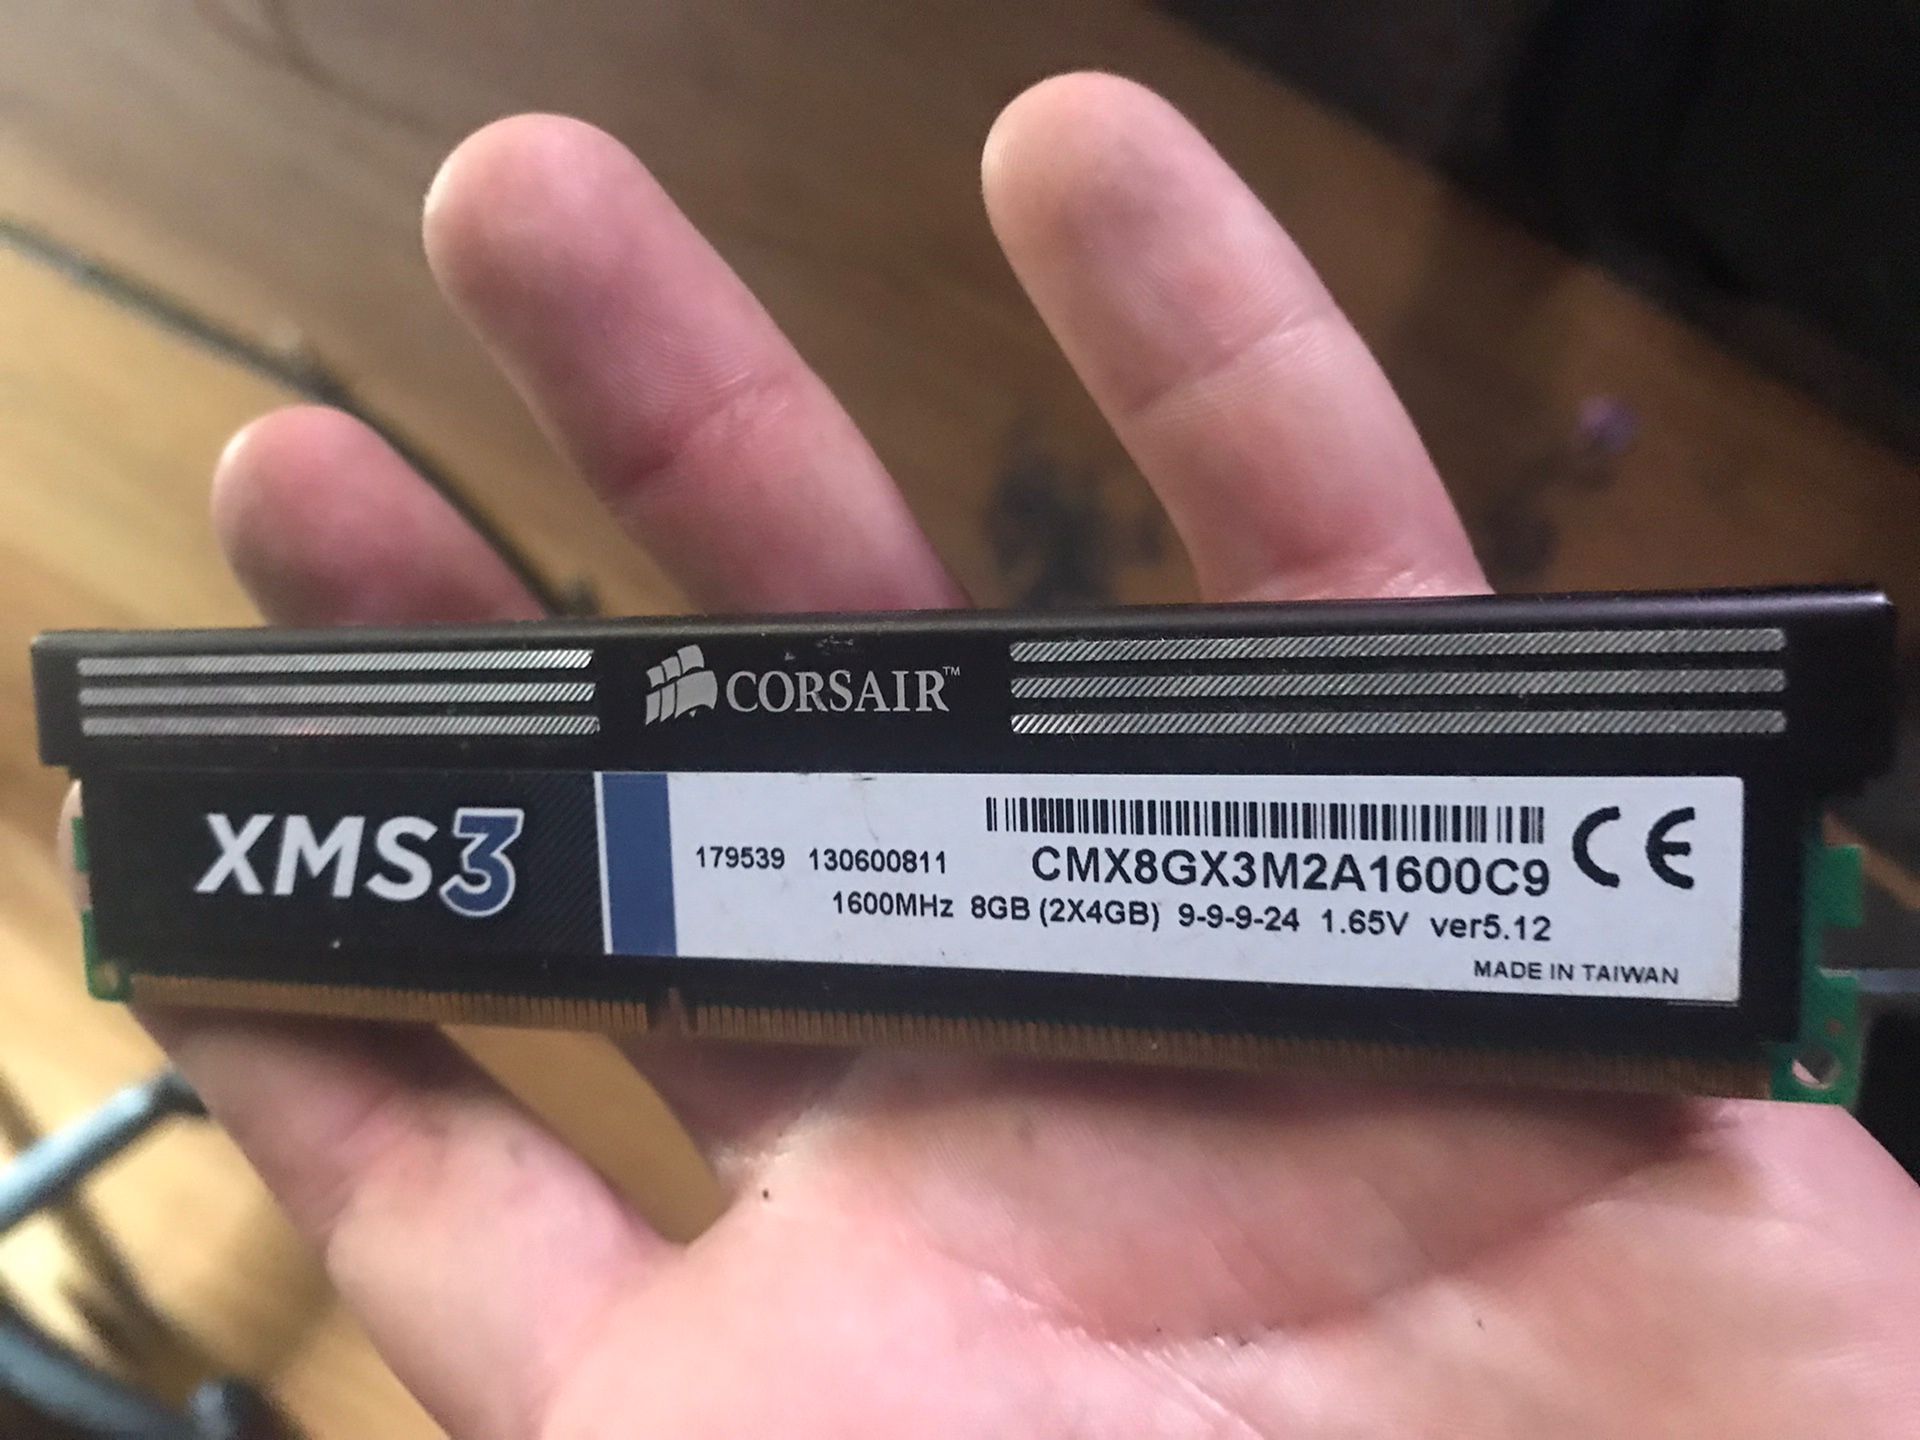 CORSAIR™
XMS3
179539 130600811 CMX8GX3M2A1600C9 CE
1600MHz 8GB (2X4GB) 9-9-9-24 1.65V ver5.12
MADE IN TAIWAN